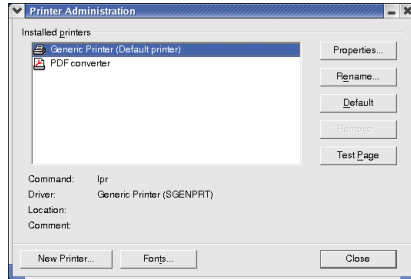 Printer Administration
Installed printers
Generic Printer (Default printer)
PDF converter
Properties...
Rename...
Default
Remove...
Test Page
Command: lpr
Driver: Generic Printer (SGENPRT)
Location:
Comment:
New Printer... Fonts... Close